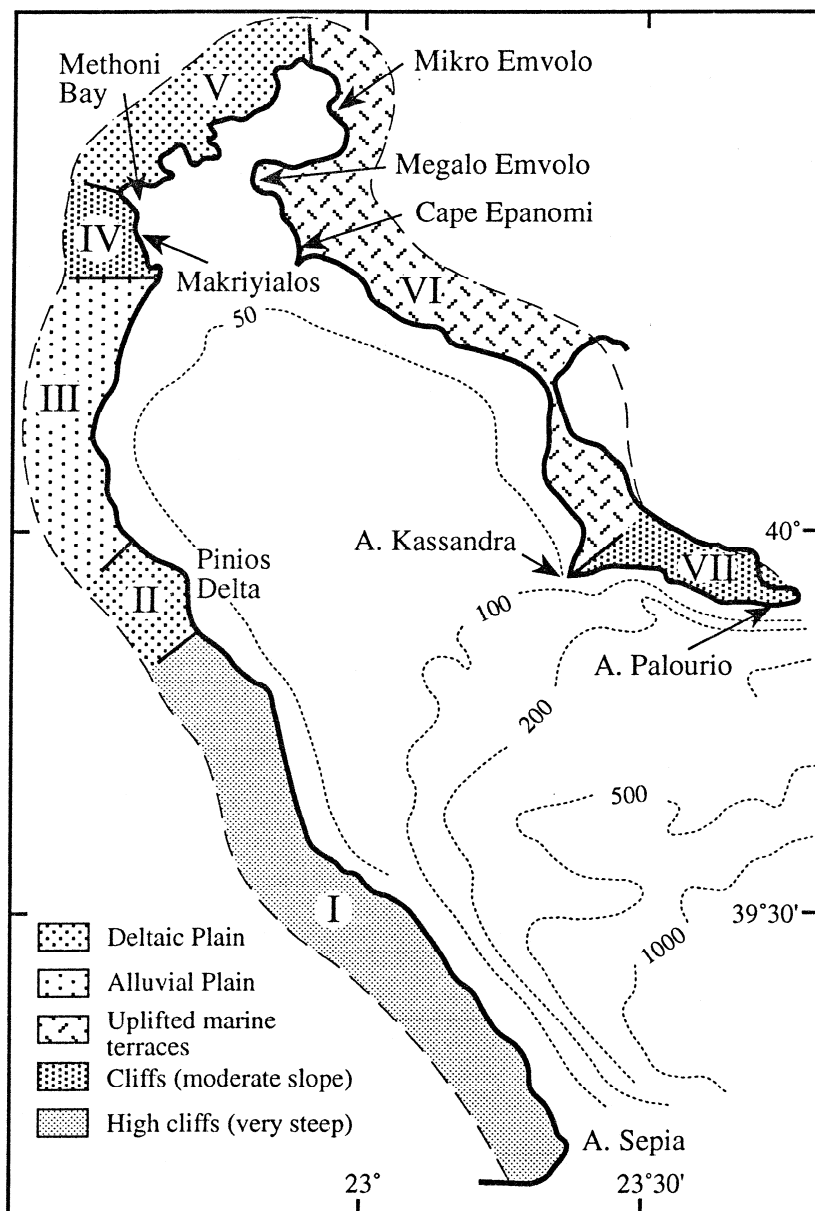 Methoni
Bay
V
Mikro Emvolo
Megalo Emvolo
Cape Epanomi
IV
Makriyialos
VI
50
III
A. Kassandra
40°
Pinios
Delta
VII
II
100
A. Palourio
200
500
I
39°30'
1000
Deltaic Plain
Alluvial Plain
Uplifted marine
terraces
Cliffs (moderate slope)
High cliffs (very steep)
A. Sepia
23°
23°30'